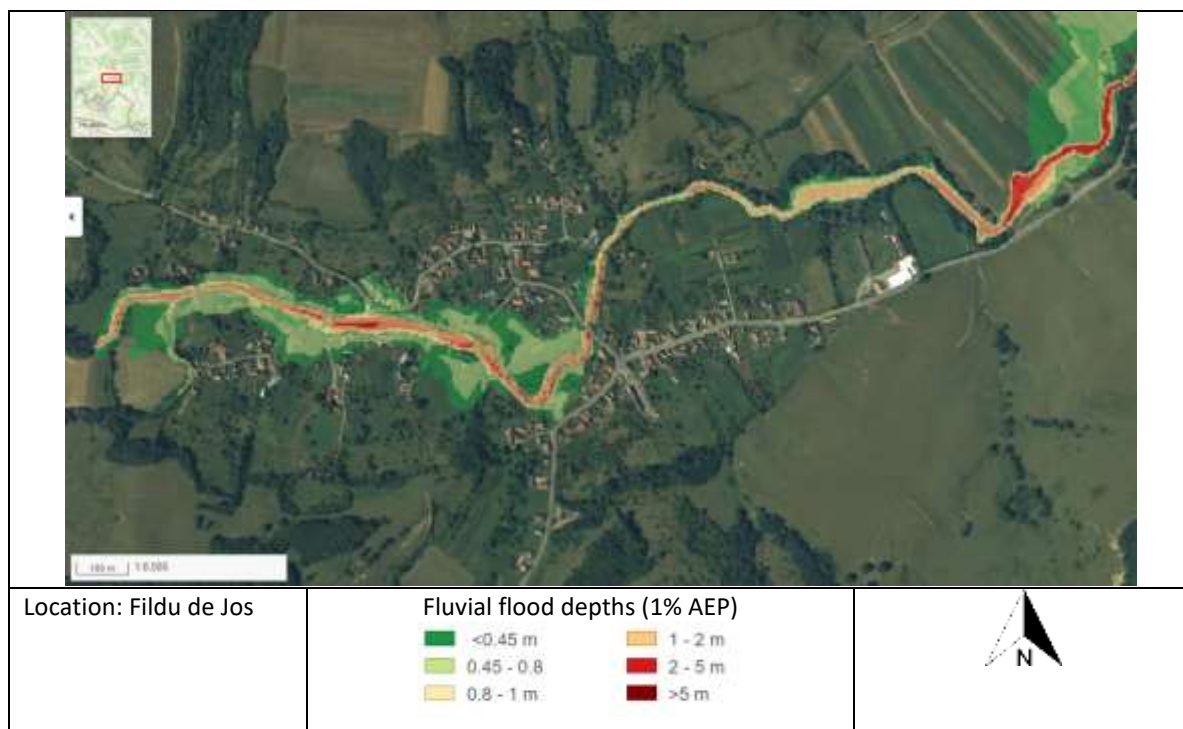 100 m
Location: Fildu de Jos
Fluvial flood depths (1% AEP)
<0.45 m
0.45 - 0.8
0.8 - 1 m
1 - 2 m
2 - 5 m
>5 m
N